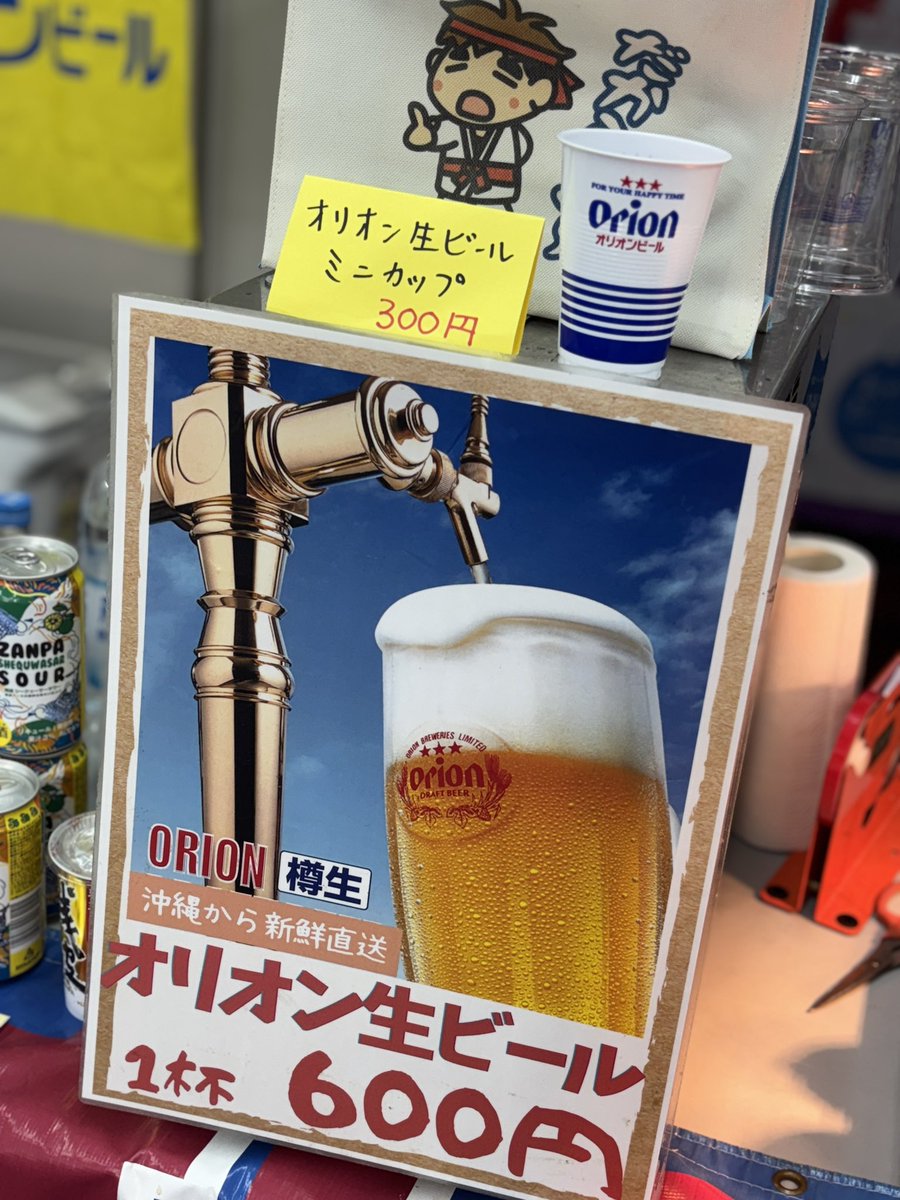 オンビール
オリオン生ビール
ミニカップ
300円
FOR YOUR HAPPY TIME
Orion
オリオンビール
ZANPA
SHEQUWASAR
SOUR
ORION BREWERIES LIMITED
Orion
DRAFT BEER
ORION 樽生
沖縄から新鮮直送
オリオン生ビール
1杯 600円